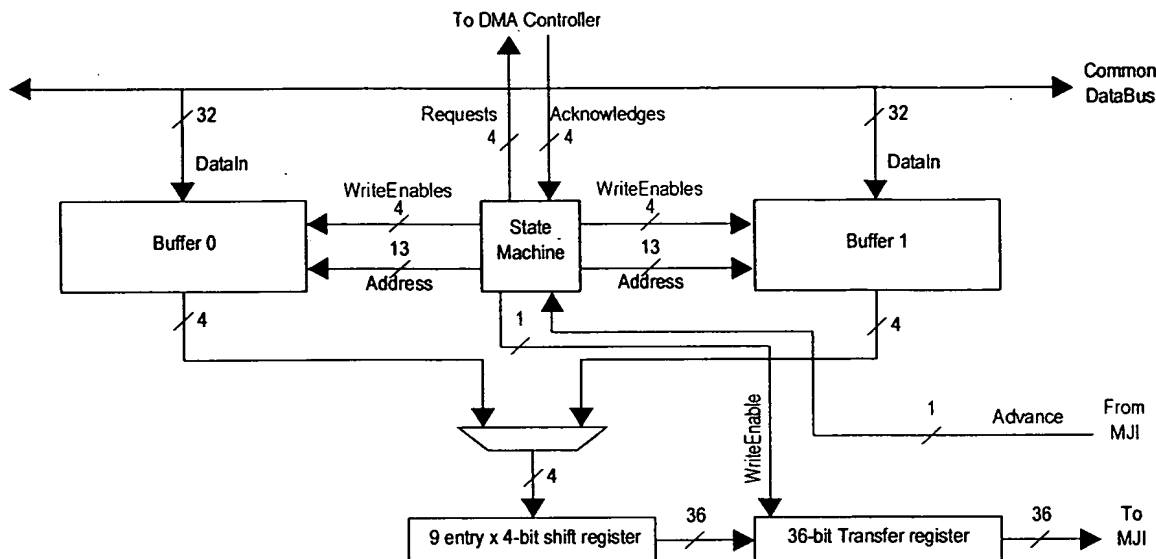 To DMA Controller
Common
DataBus
32
Requests
4
Acknowledges
4
32
DataIn
DataIn
WriteEnables
4
WriteEnables
4
Buffer 0
State
Machine
Buffer 1
13
Address
13
Address
4
1
4
WriteEnable
1
Advance
From
MJI
4
9 entry x 4-bit shift register
36
36-bit Transfer register
36
To
MJI